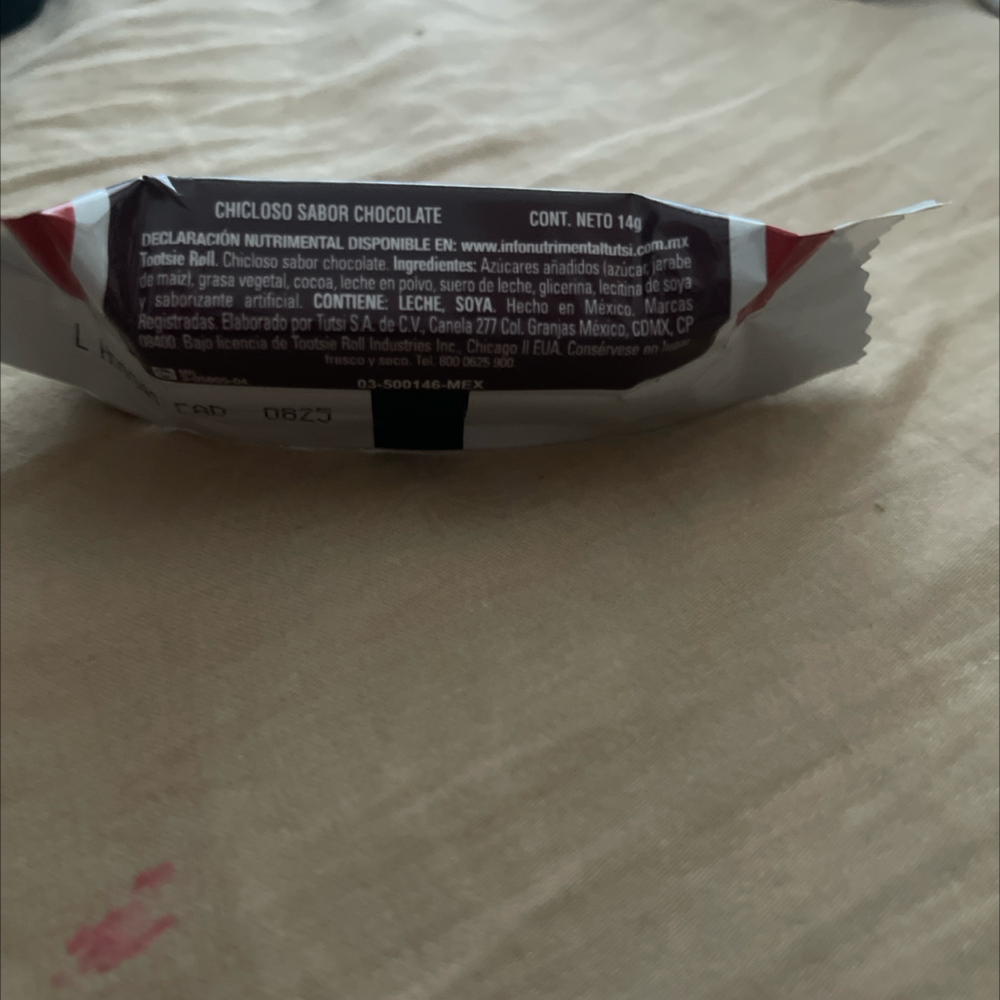 CHICLOSO SABOR CHOCOLATE CONT. NETO 14g
DECLARACIÓN NUTRIMENTAL DISPONIBLE EN: www.infonutrimentaltutsi.com.mx
Tootsie Roll. Chicloso sabor chocolate. Ingredientes: Azúcares añadidos (azúcar, jarabe
de maíz), grasa vegetal, cocoa, leche en polvo, suero de leche, glicerina, lecitina de soya
y saborizante artificial. CONTIENE: LECHE, SOYA. Hecho en México. Marcas
Registradas. Elaborado por Tutsi S.A. de C.V., Canela 277 Col. Granjas México, CDMX, CP
08400. Bajo licencia de Tootsie Roll Industries Inc., Chicago Il EUA. Consérvese en lugar
fresco y seco. Tel. 800 0625 900
03-500146-MEX
L
CAD 0825